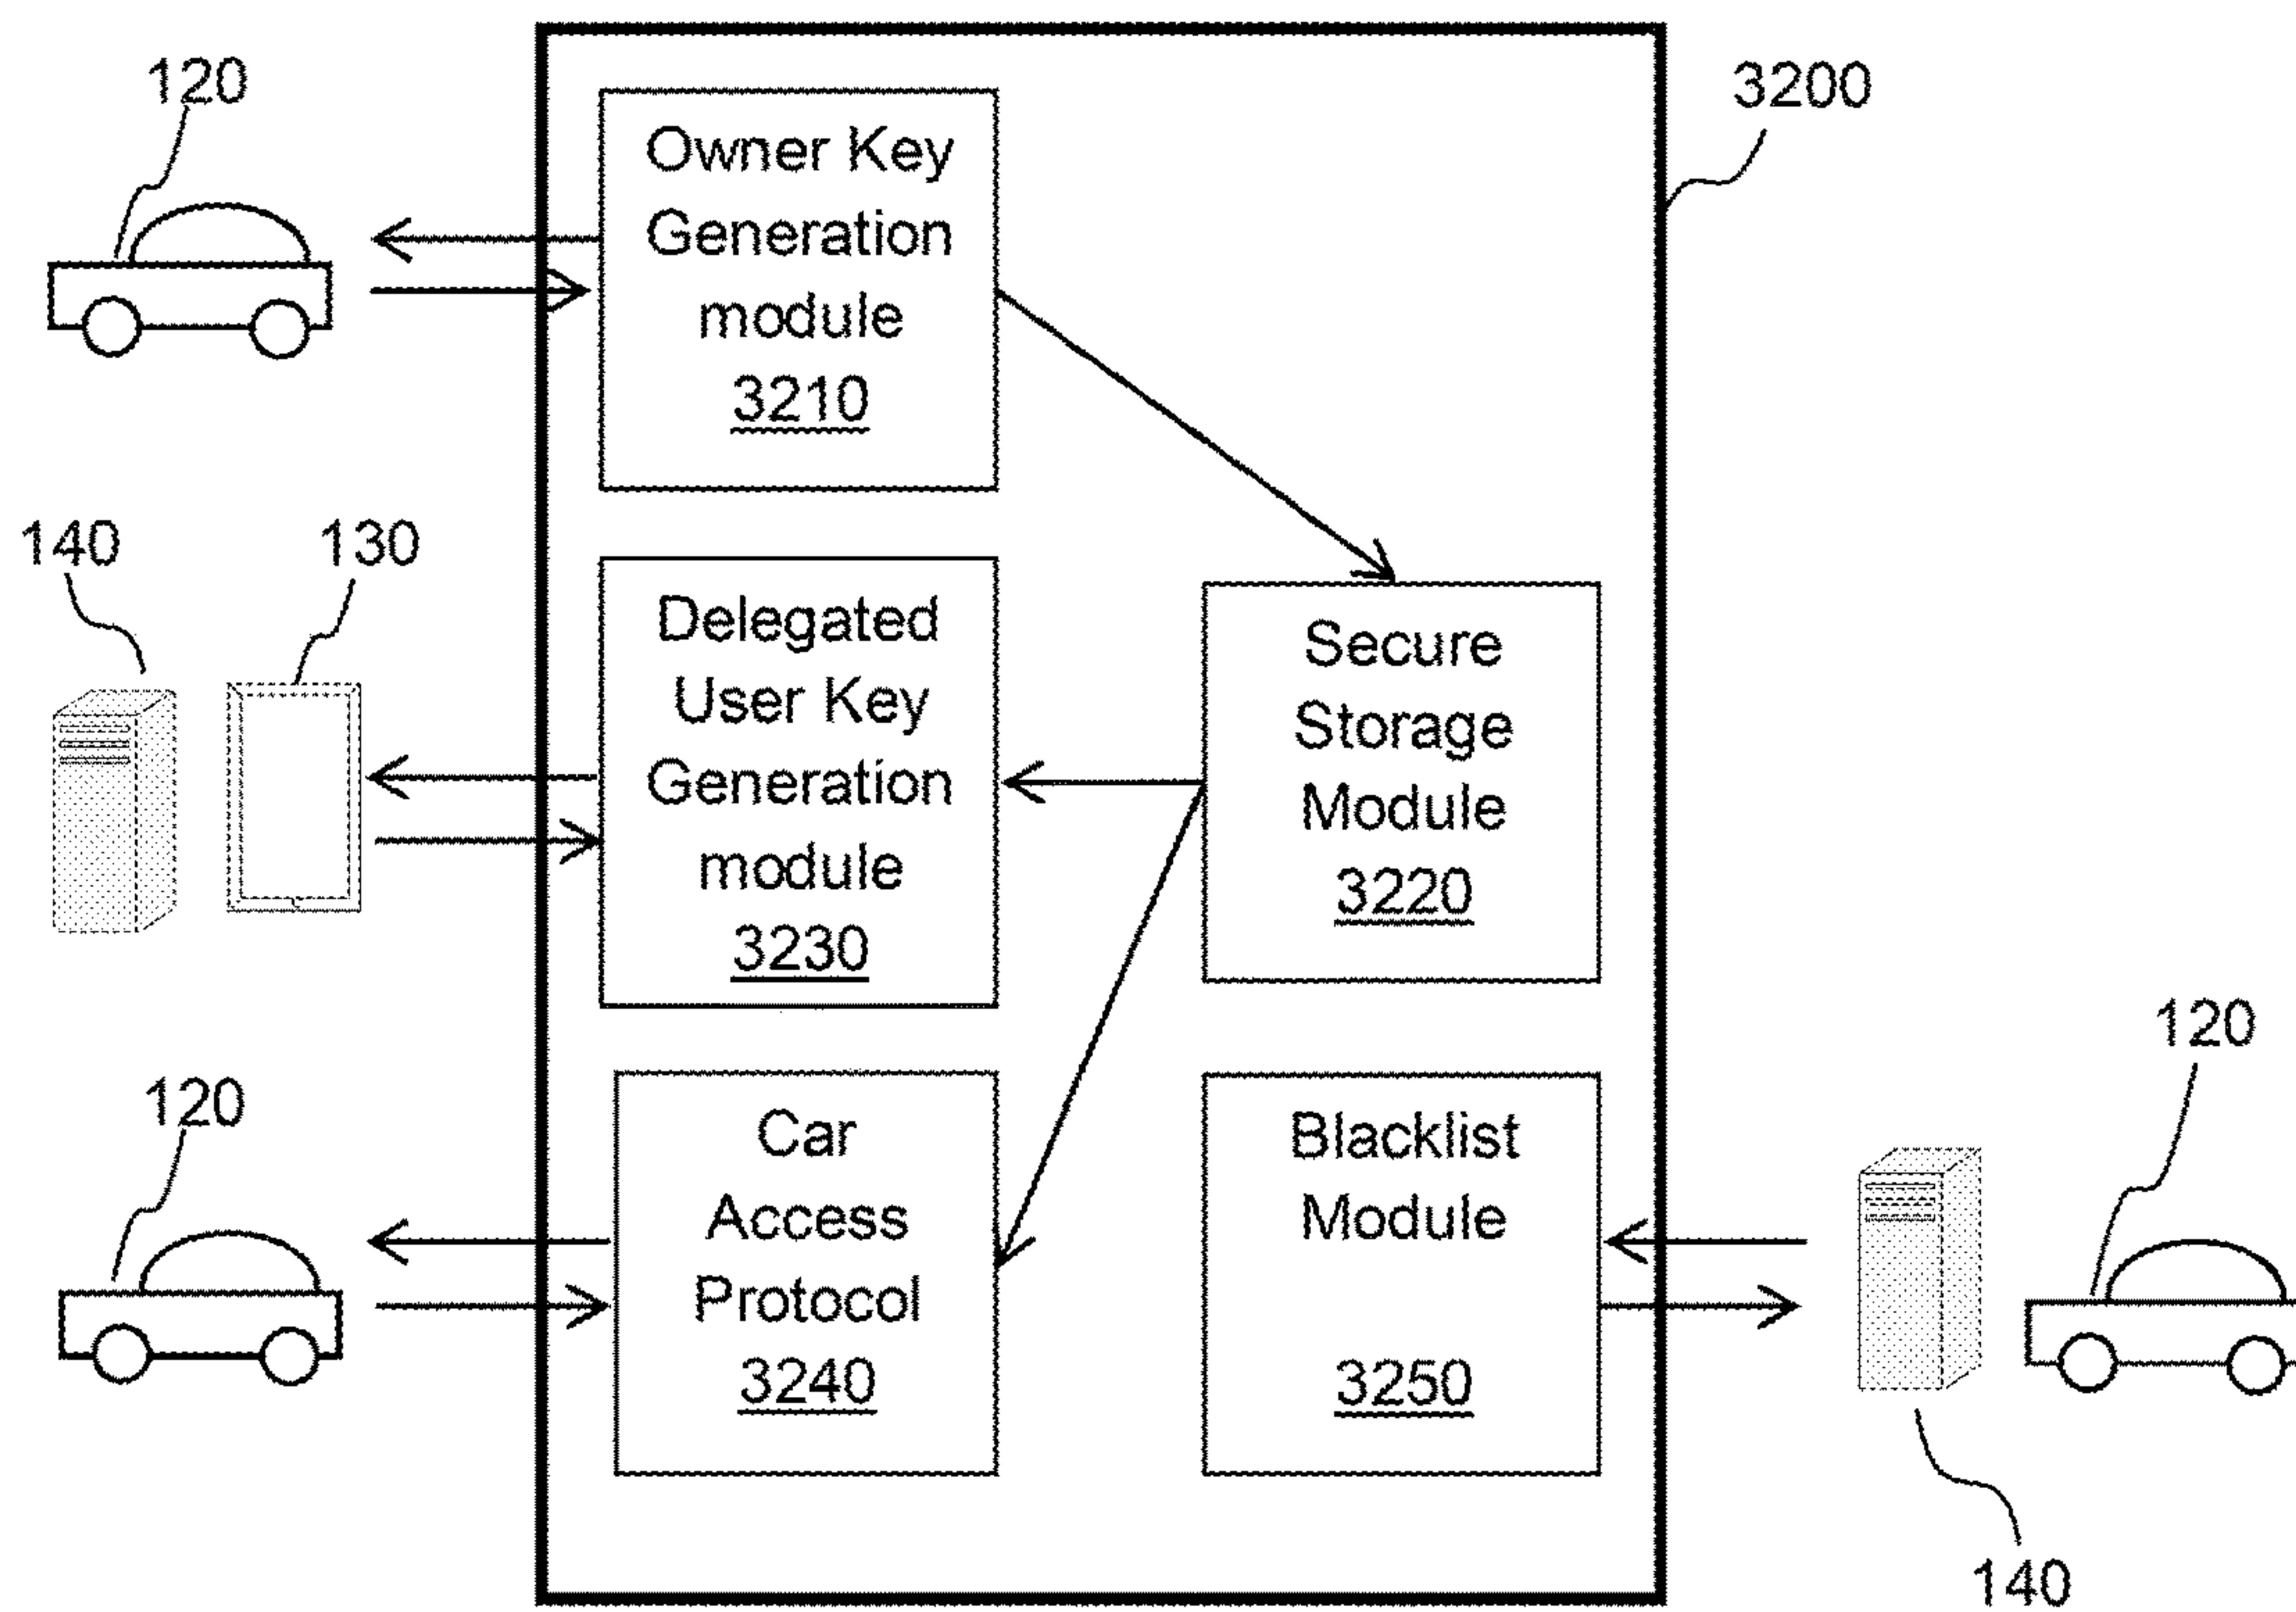 120
3200
Owner Key
Generation
module
3210
140
130
Delegated
User Key
Generation
module
3230
Secure
Storage
Module
3220
120
Car
Access
Protocol
3240
Blacklist
Module
3250
120
140